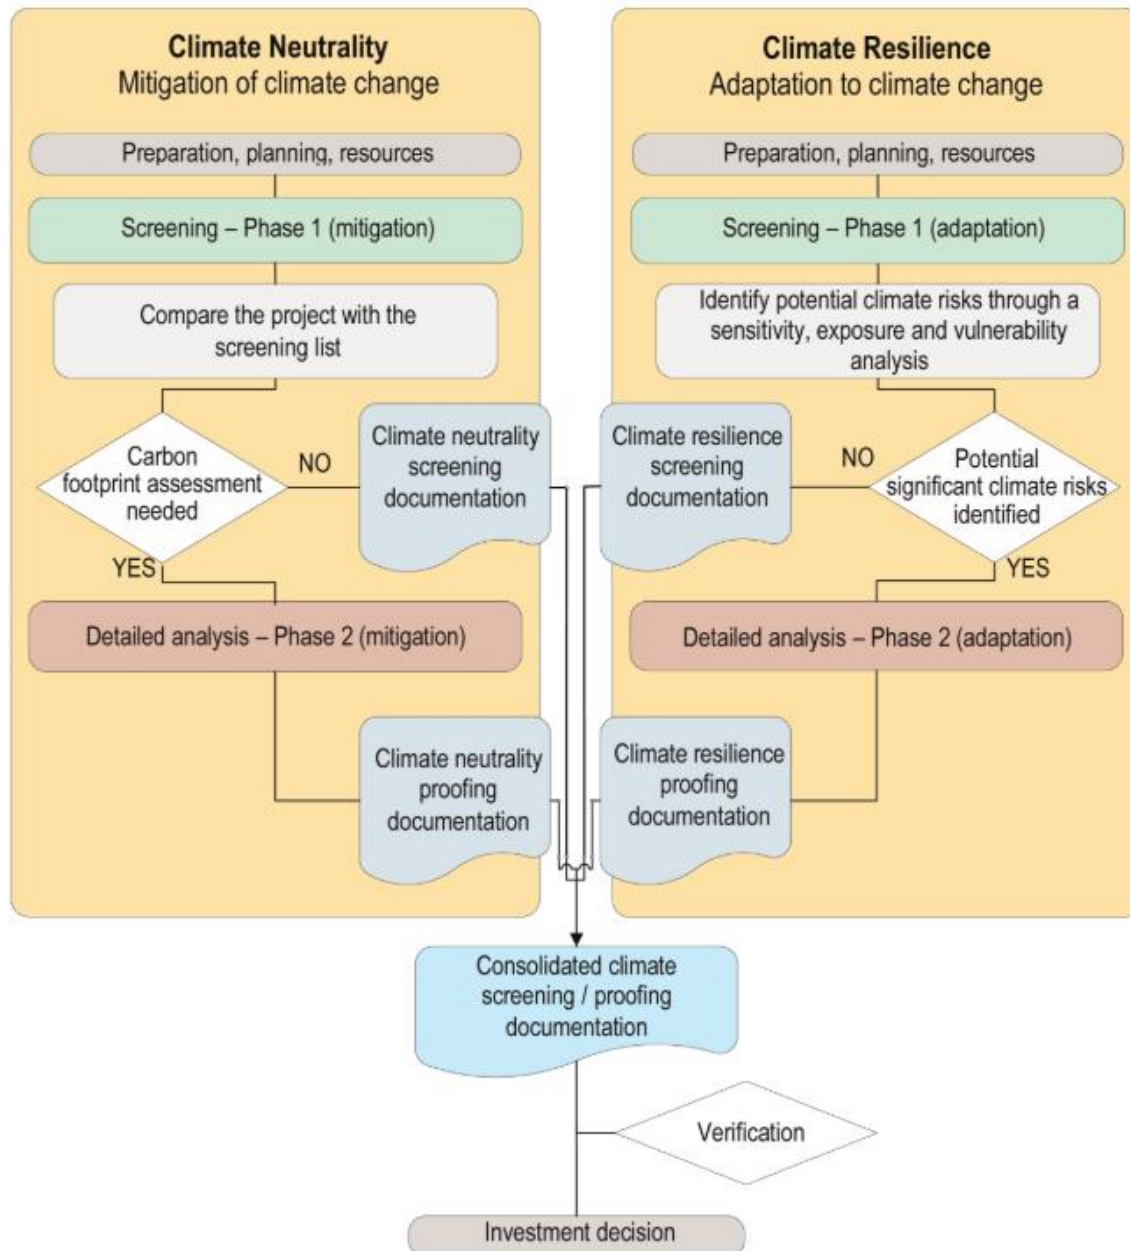 Climate Neutrality
Mitigation of climate change
Preparation, planning, resources
Screening – Phase 1 (mitigation)
Compare the project with the
screening list
Carbon
footprint assessment
needed
NO
Climate neutrality
screening
documentation
YES
Detailed analysis – Phase 2 (mitigation)
Climate neutrality
proofing
documentation
Climate Resilience
Adaptation to climate change
Preparation, planning, resources
Screening – Phase 1 (adaptation)
Identify potential climate risks through a
sensitivity, exposure and vulnerability
analysis
Climate resilience
screening
documentation
NO
Potential
significant climate risks
identified
YES
Detailed analysis – Phase 2 (adaptation)
Climate resilience
proofing
documentation
Consolidated climate
screening / proofing
documentation
Verification
Investment decision